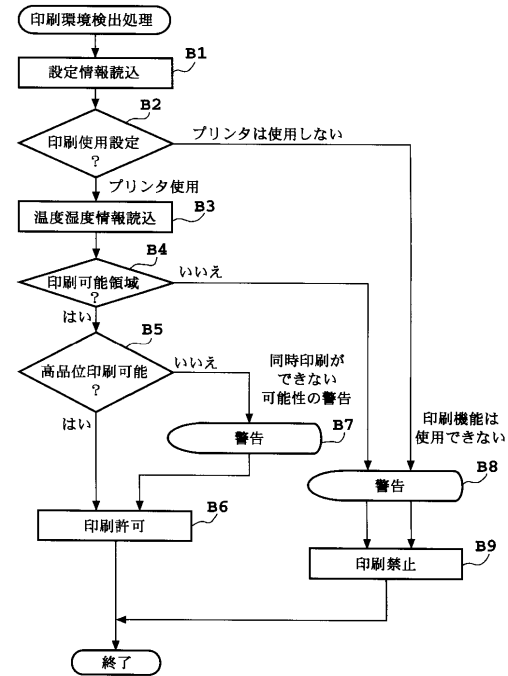 印刷環境検出処理
B1
設定情報読込
B2
印刷使用設定
？
プリンタは使用しない
プリンタ使用
B3
温度湿度情報読込
B4
印刷可能領域
？
いいえ
はい
B5
高品位印刷可能
？
いいえ
はい
同時印刷が
できない
可能性の警告
B7
警告
印刷機能は
使用できない
B8
警告
B6
印刷許可
B9
印刷禁止
終了